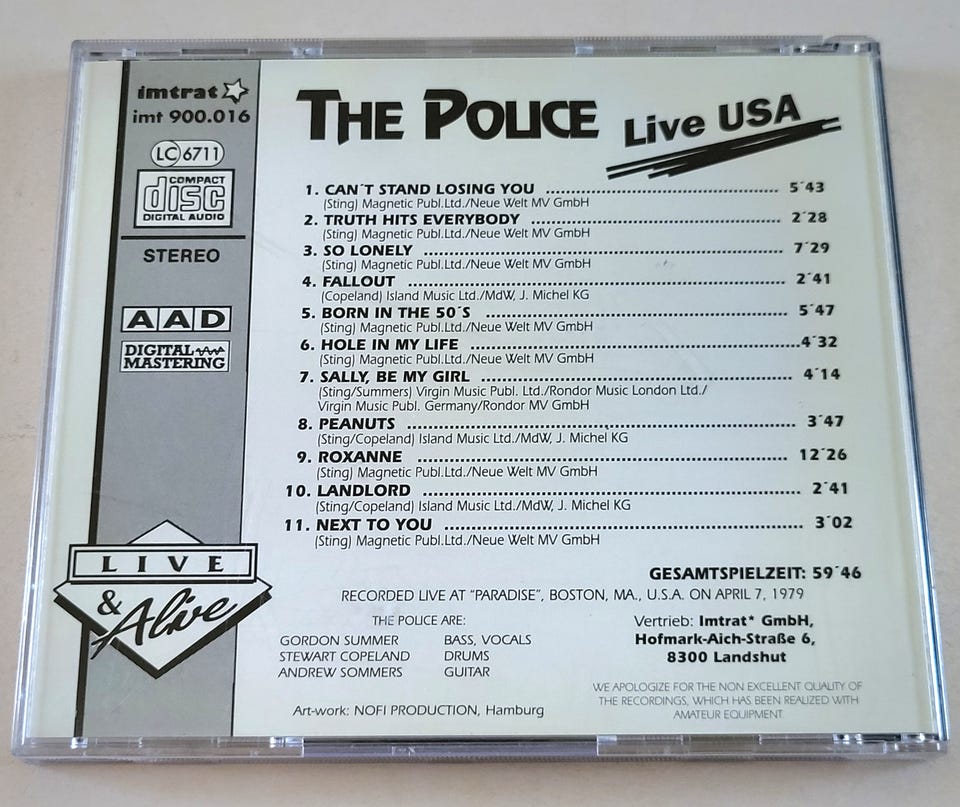 imtrat
imt 900.016
LC 6711
COMPACT
disc
DIGITAL AUDIO
STEREO
AAD
DIGITAL
MASTERING
LIVE
& Alive
THE POLICE
Live USA
1. CAN´T STAND LOSING YOU ........ 5´43
(Sting) Magnetic Publ.Ltd./Neue Welt MV GmbH
2. TRUTH HITS EVERYBODY ........ 2´28
(Sting) Magnetic Publ.Ltd./Neue Welt MV GmbH
3. SO LONELY ........ 7´29
(Sting) Magnetic Publ.Ltd./Neue Welt MV GmbH
4. FALLOUT ........ 2´41
(Copeland) Island Music Ltd./MdW, J. Michel KG
5. BORN IN THE 50´S ........ 5´47
(Sting) Magnetic Publ.Ltd./Neue Welt MV GmbH
6. HOLE IN MY LIFE ........ 4´32
(Sting) Magnetic Publ.Ltd./Neue Welt MV GmbH
7. SALLY, BE MY GIRL ........ 4´14
(Sting/Summers) Virgin Music Publ. Ltd./Rondor Music London Ltd./
Virgin Music Publ. Germany/Rondor MV GmbH
8. PEANUTS ........ 3´47
(Sting/Copeland) Island Music Ltd./MdW, J. Michel KG
9. ROXANNE ........ 12´26
(Sting) Magnetic Publ.Ltd./Neue Welt MV GmbH
10. LANDLORD ........ 2´41
(Sting/Copeland) Island Music Ltd./MdW, J. Michel KG
11. NEXT TO YOU ........ 3´02
(Sting) Magnetic Publ.Ltd./Neue Welt MV GmbH
GESAMTSPIELZEIT: 59´46
RECORDED LIVE AT "PARADISE", BOSTON, MA., U.S.A. ON APRIL 7, 1979
THE POLICE ARE:
GORDON SUMMER BASS, VOCALS
STEWART COPELAND DRUMS
ANDREW SOMMERS GUITAR
Art-work: NOFI PRODUCTION, Hamburg
Vertrieb: Imtrat* GmbH,
Hofmark-Aich-Straße 6,
8300 Landshut
WE APOLOGIZE FOR THE NON EXCELLENT QUALITY OF
THE RECORDINGS, WHICH HAS BEEN REALIZED WITH
AMATEUR EQUIPMENT.